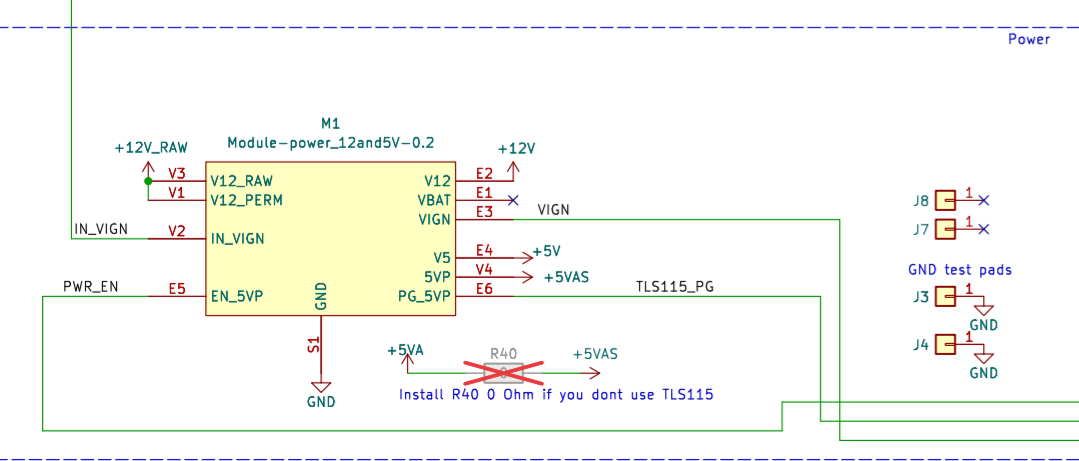 Power
M1
Module-power_12andV5-0.2
+12V_RAW
+12V
V3
V12_RAW
V12
E2
V1
V12_PERM
VBAT
E1
J8
1
VIGN
E3
VIGN
IN_VIGN
V2
IN_VIGN
J7
1
V5
E4
+5V
GND test pads
5VP
V4
+5VAS
PWR_EN
E5
EN_5VP
GND
PG_5VP
E6
TLS115_PG
J3
1
GND
S1
+5VA
R40
0
+5VAS
J4
1
GND
GND
Install R40 0 Ohm if you dont use TLS115